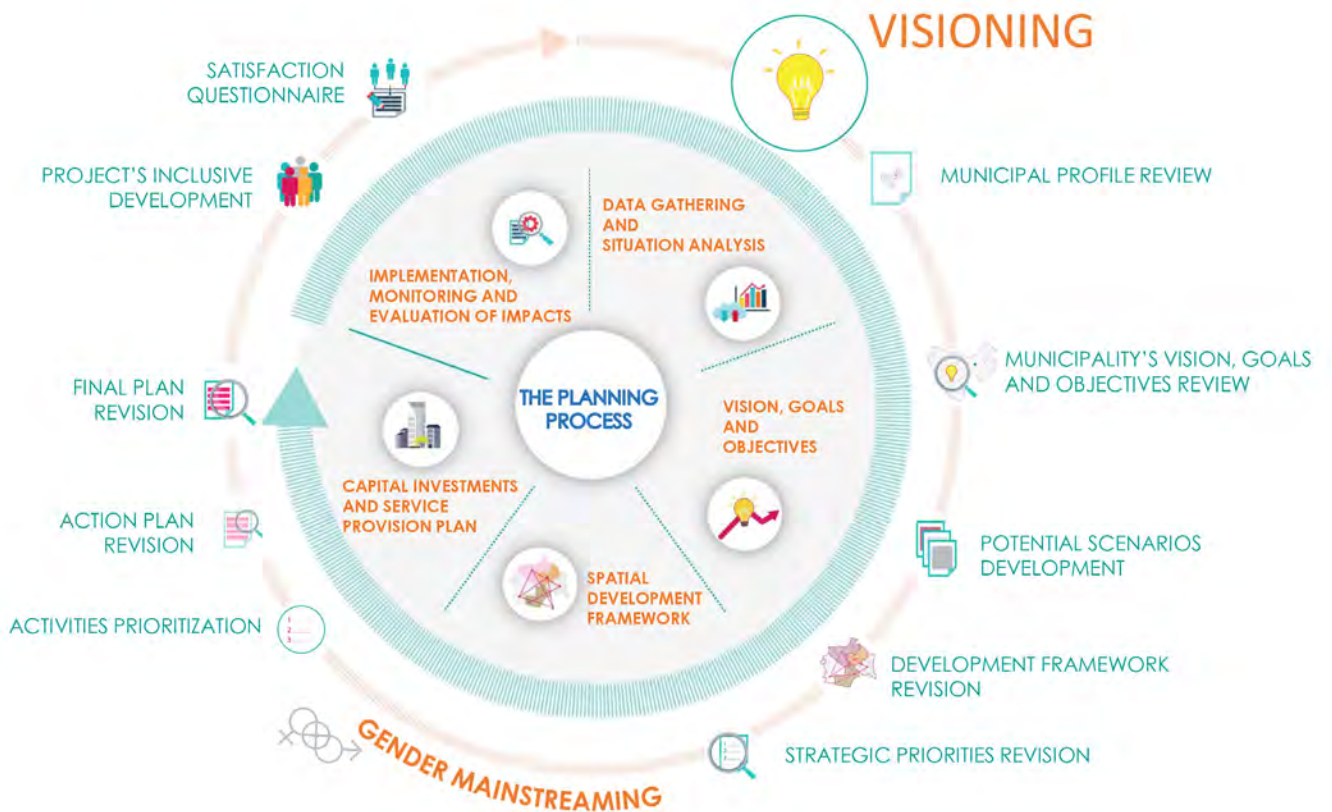 VISIONING
SATISFACTION
QUESTIONNAIRE
PROJECT'S INCLUSIVE
DEVELOPMENT
MUNICIPAL PROFILE REVIEW
DATA GATHERING
AND
SITUATION ANALYSIS
IMPLEMENTATION,
MONITORING AND
EVALUATION OF IMPACTS
MUNICIPALITY'S VISION, GOALS
AND OBJECTIVES REVIEW
FINAL PLAN
REVISION
THE PLANNING
PROCESS
VISION, GOALS
AND
OBJECTIVES
CAPITAL INVESTMENTS
AND SERVICE
PROVISION PLAN
ACTION PLAN
REVISION
POTENTIAL SCENARIOS
DEVELOPMENT
SPATIAL
DEVELOPMENT
FRAMEWORK
ACTIVITIES PRIORITIZATION
1
2
3
DEVELOPMENT FRAMEWORK
REVISION
GENDER MAINSTREAMING
STRATEGIC PRIORITIES REVISION